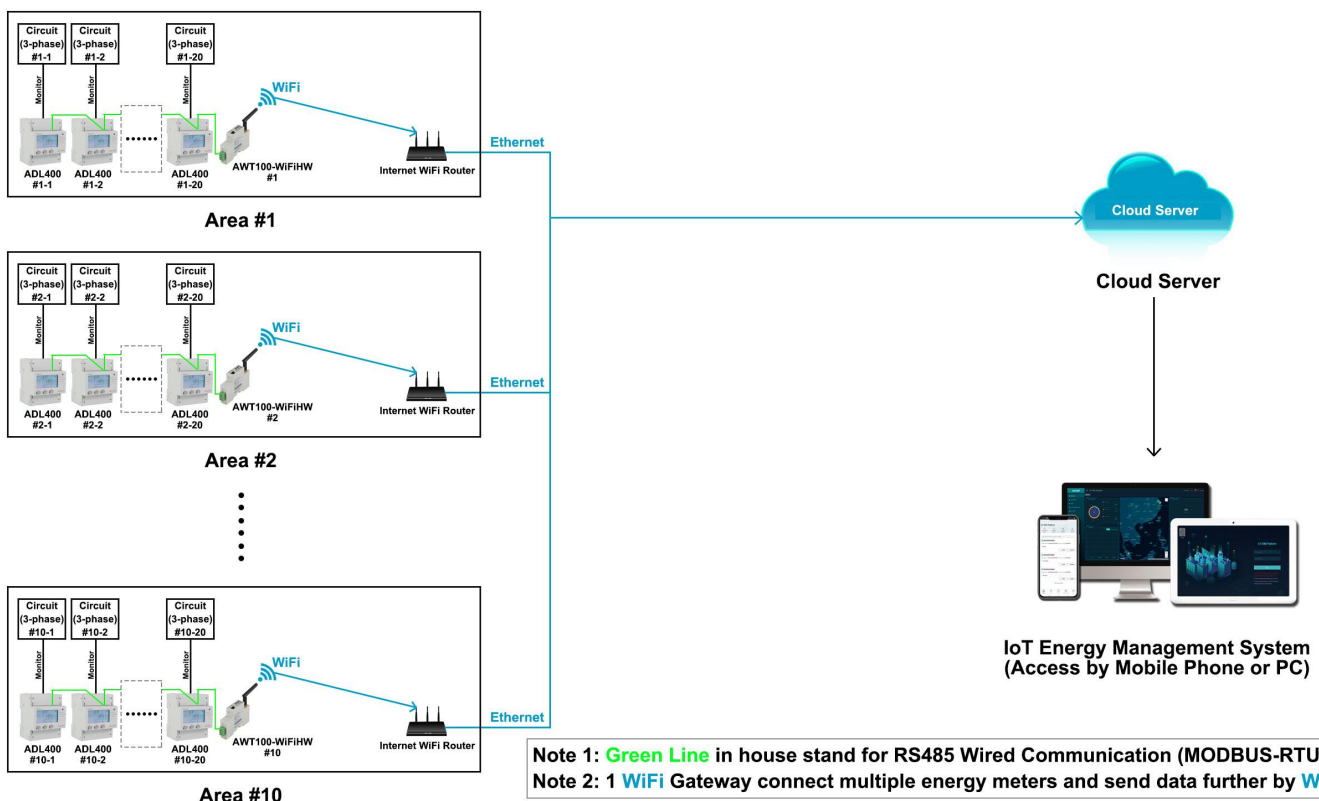 Circuit
(3-phase)
#1-1
Circuit
(3-phase)
#1-2
Circuit
(3-phase)
#1-20
Monitor
Monitor
Monitor
WiFi
ADL400
#1-1
ADL400
#1-2
ADL400
#1-20
AWT100-WiFiHW
#1
Internet WiFi Router
Ethernet
Area #1
Circuit
(3-phase)
#2-1
Circuit
(3-phase)
#2-2
Circuit
(3-phase)
#2-20
Monitor
Monitor
Monitor
WiFi
ADL400
#2-1
ADL400
#2-2
ADL400
#2-20
AWT100-WiFiHW
#2
Internet WiFi Router
Ethernet
Area #2
Circuit
(3-phase)
#10-1
Circuit
(3-phase)
#10-2
Circuit
(3-phase)
#10-20
Monitor
Monitor
Monitor
WiFi
ADL400
#10-1
ADL400
#10-2
ADL400
#10-20
AWT100-WiFiHW
#10
Internet WiFi Router
Ethernet
Area #10
Cloud Server
Cloud Server
IoT Energy Management System
(Access by Mobile Phone or PC)
Note 1: Green Line in house stand for RS485 Wired Communication (MODBUS-RTU
Note 2: 1 WiFi Gateway connect multiple energy meters and send data further by W